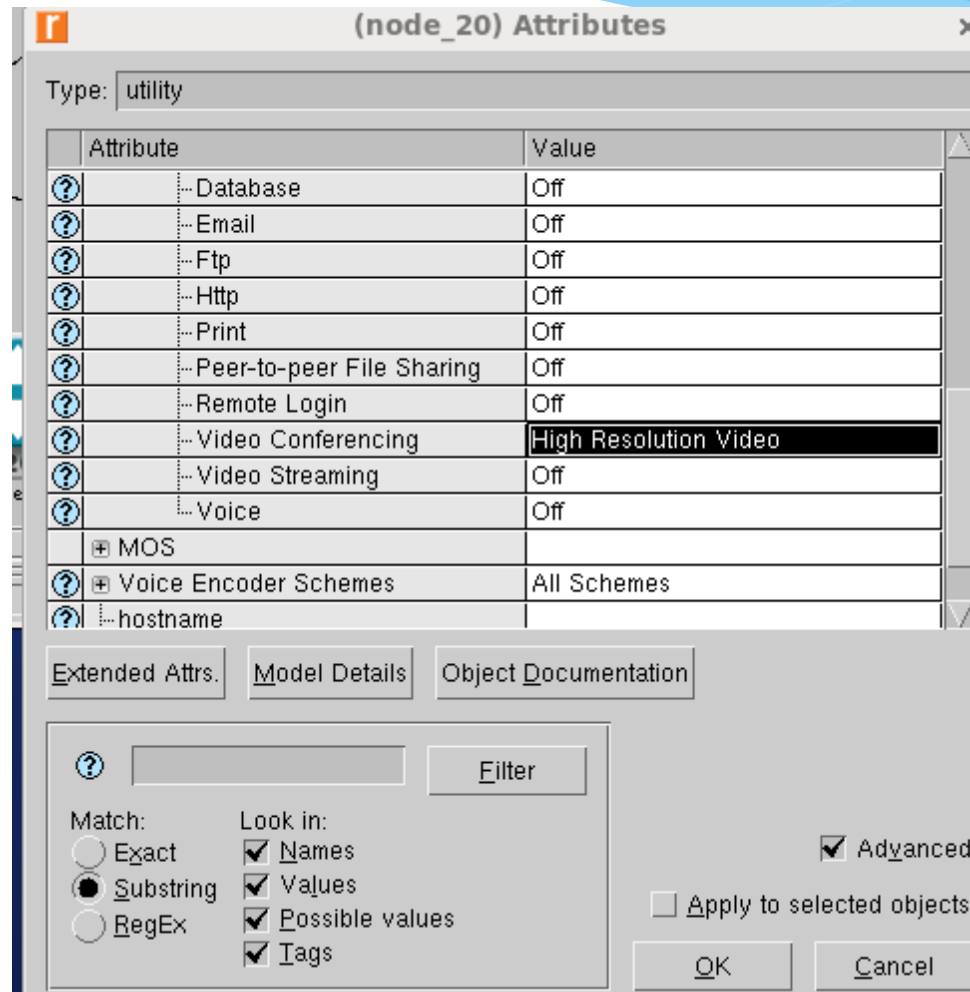 (node_20) Attributes
Type: utility
Attribute Value
Database Off
Email Off
Ftp Off
Http Off
Print Off
Peer-to-peer File Sharing Off
Remote Login Off
Video Conferencing High Resolution Video
Video Streaming Off
Voice Off
MOS
Voice Encoder Schemes All Schemes
hostname
Extended Attrs. Model Details Object Documentation
Filter
Match: Look in:
Exact Names
Substring Values
RegEx Possible values
Tags
Advanced
Apply to selected objects
OK Cancel